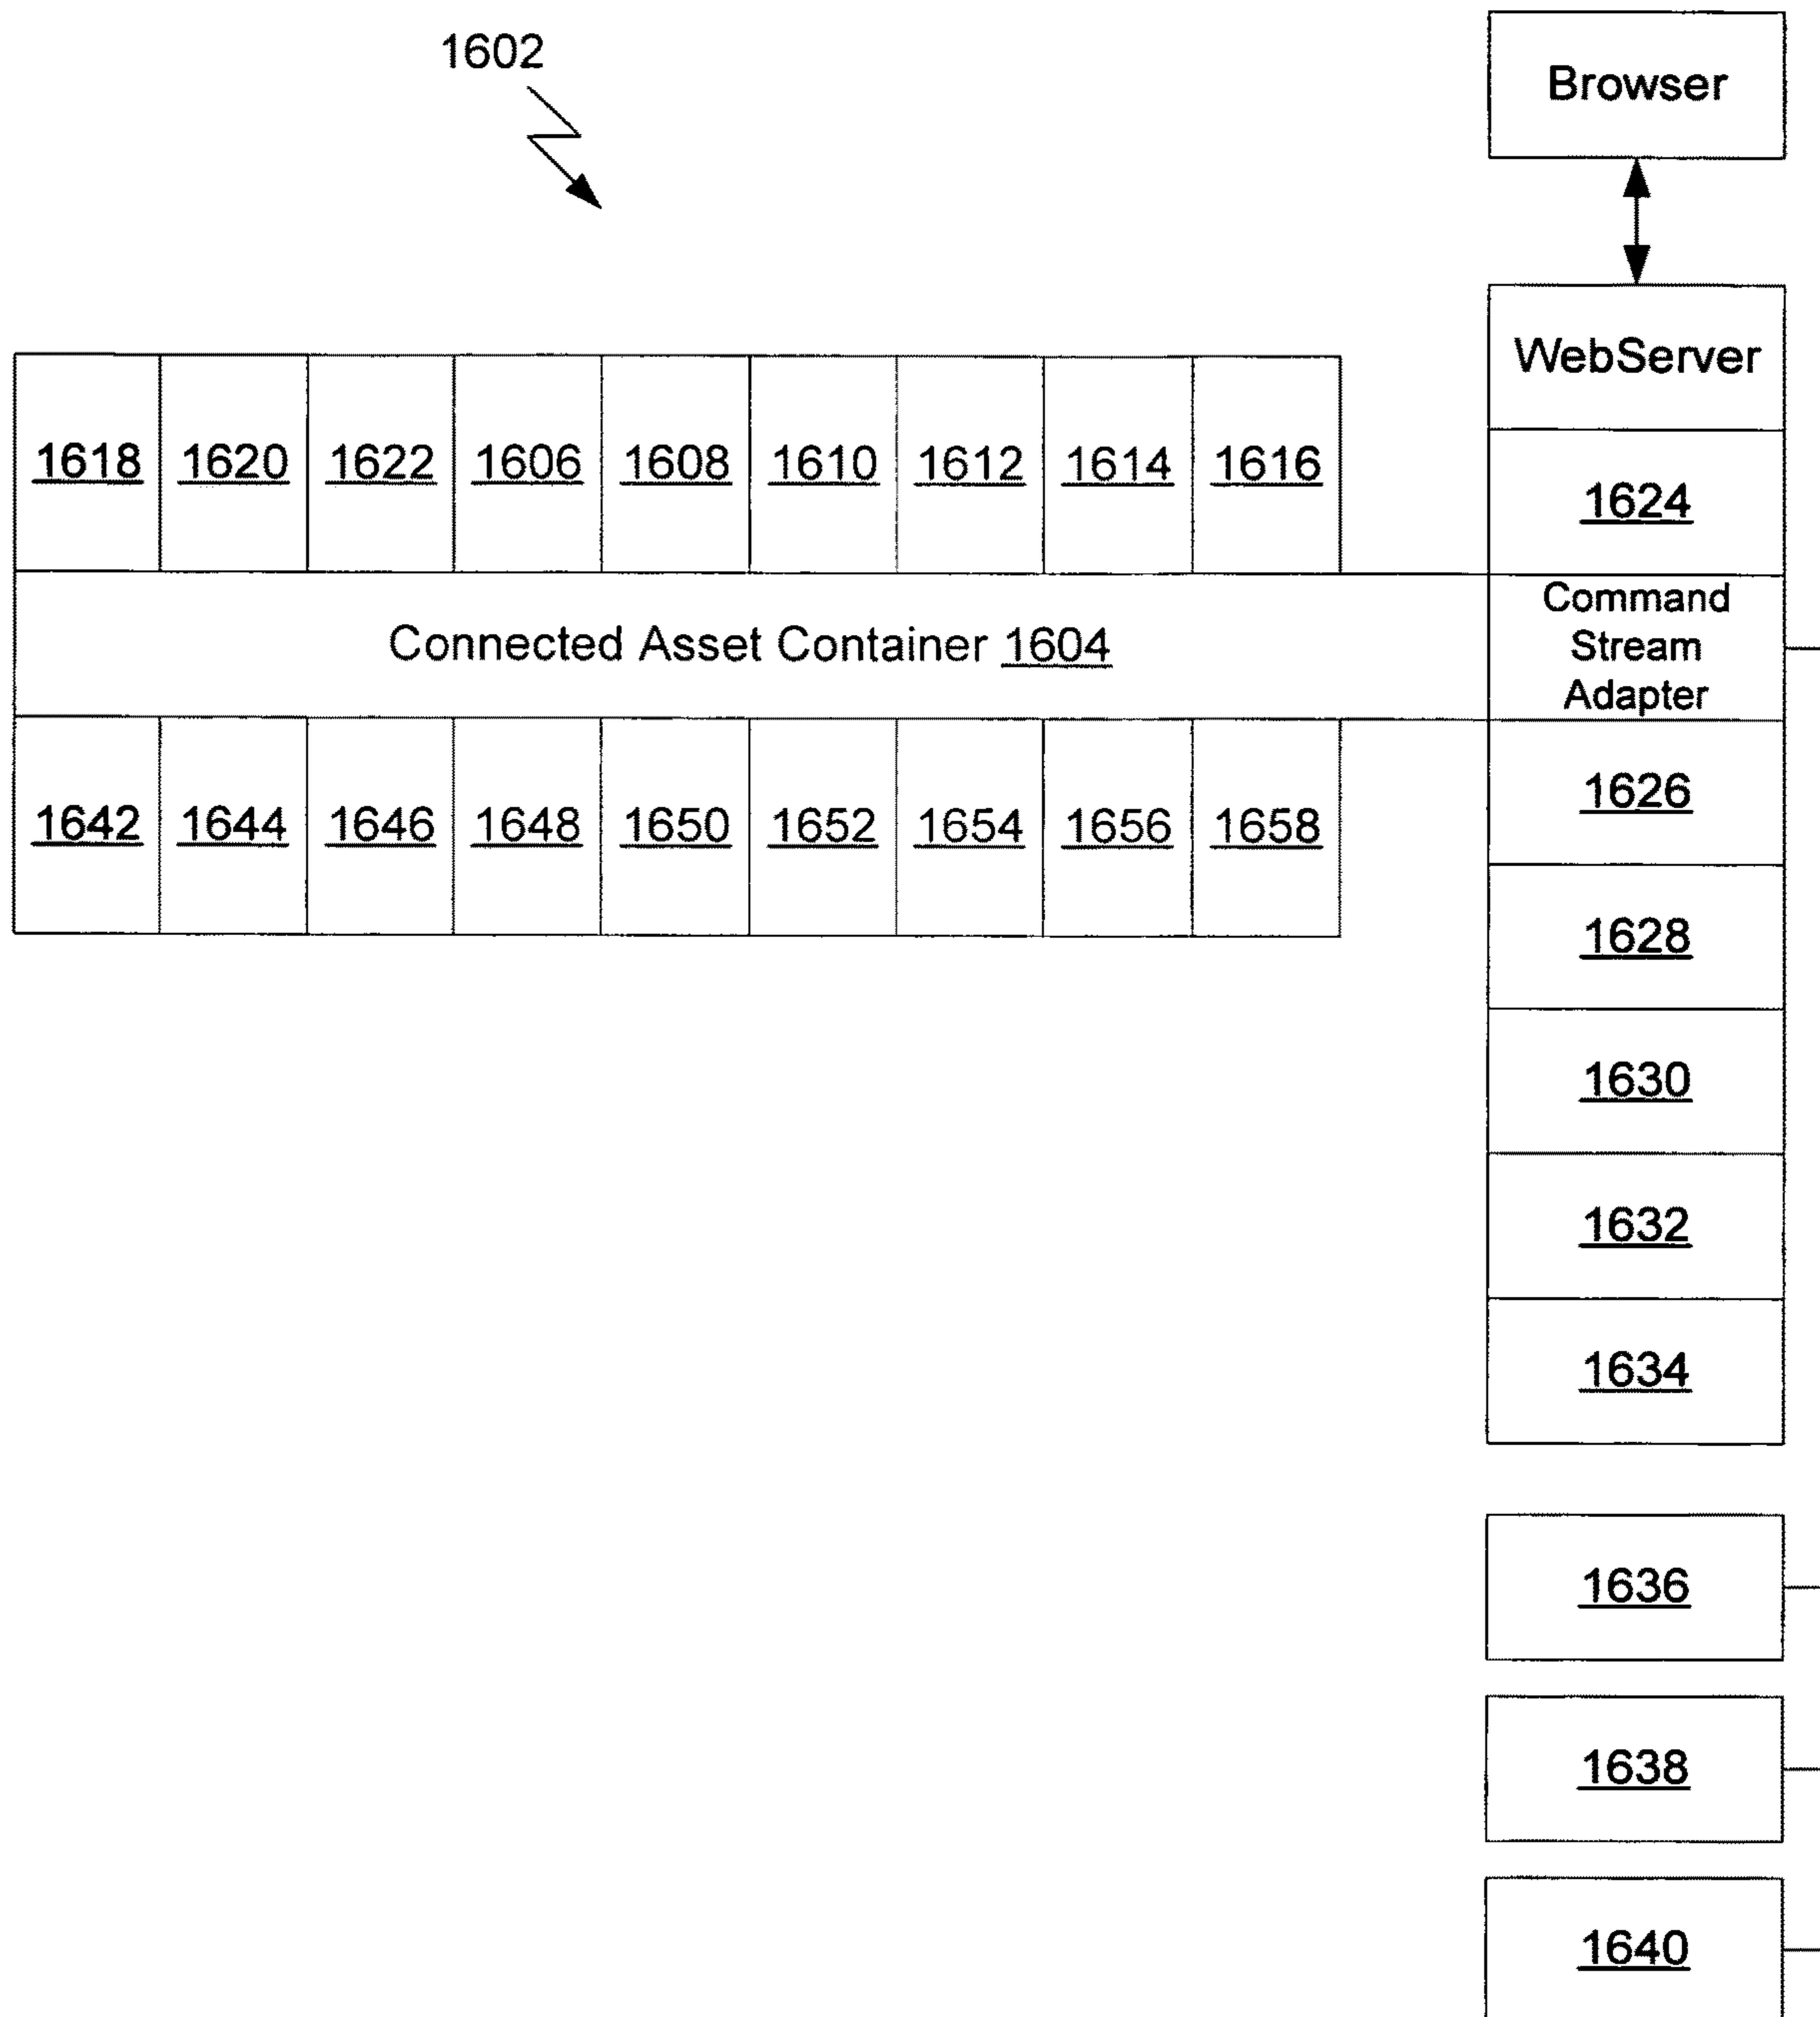 1602
Browser
WebServer
1618 1620 1622 1606 1608 1610 1612 1614 1616
1624
Connected Asset Container 1604
Command
Stream
Adapter
1642 1644 1646 1648 1650 1652 1654 1656 1658
1626
1628
1630
1632
1634
1636
1638
1640